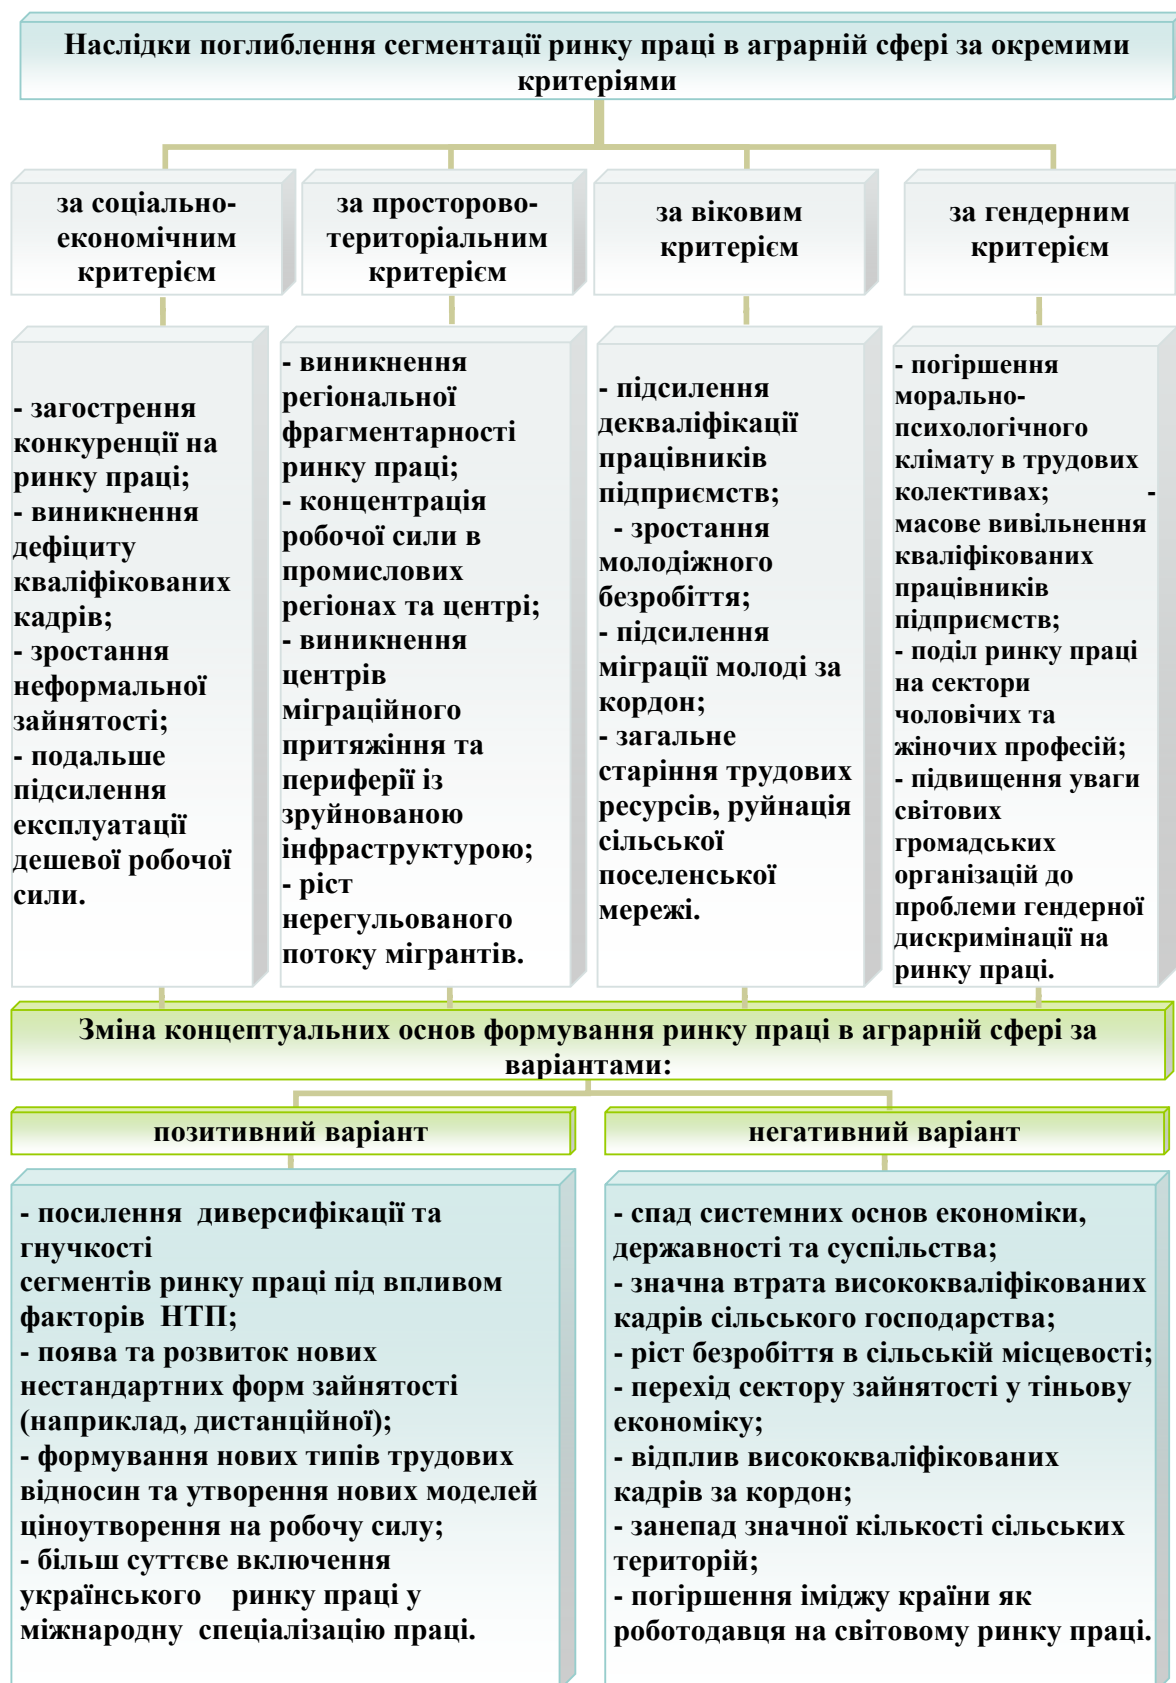 Наслідки поглиблення сегментації ринку праці в аграрній сфері за окремими
критеріями
за соціально-
економічним
критерієм
за просторово-
територіальним
критерієм
за віковим
критерієм
за гендерним
критерієм
- загострення
конкуренції на
ринку праці;
- виникнення
дефіциту
кваліфікованих
кадрів;
- зростання
неформальної
зайнятості;
- подальше
підсилення
експлуатації
дешевої робочої
сили.
- виникнення
регіональної
фрагментарності
ринку праці;
- концентрація
робочої сили в
промислових
регіонах та центрі;
- виникнення
центрів
міграційного
притяжіння та
периферії із
зруйнованою
інфраструктурою;
- ріст
нерегульованого
потоку мігрантів.
- підсилення
декваліфікації
працівників
підприємств;
- зростання
молодіжного
безробіття;
- підсилення
міграції молоді за
кордон;
- загальне
старіння трудових
ресурсів, руйнація
сільської
поселенської
мережі.
- погіршення
морально-
психологічного
клімату в трудових
колективах; -
масове вивільнення
кваліфікованих
працівників
підприємств;
- поділ ринку праці
на сектори
чоловічих та
жіночих професій;
- підвищення уваги
світових
громадських
організацій до
проблеми гендерної
дискримінації на
ринку праці.
Зміна концептуальних основ формування ринку праці в аграрній сфері за
варіантами:
позитивний варіант
негативний варіант
- посилення диверсифікації та
гнучкості
сегментів ринку праці під впливом
факторів НТП;
- поява та розвиток нових
нестандартних форм зайнятості
(наприклад, дистанційної);
- формування нових типів трудових
відносин та утворення нових моделей
ціноутворення на робочу силу;
- більш суттєве включення
українського ринку праці у
міжнародну спеціалізацію праці.
- спад системних основ економіки,
державності та суспільства;
- значна втрата висококваліфікованих
кадрів сільського господарства;
- ріст безробіття в сільській місцевості;
- перехід сектору зайнятості у тіньову
економіку;
- відплив висококваліфікованих
кадрів за кордон;
- занепад значної кількості сільських
територій;
- погіршення іміджу країни як
роботодавця на світовому ринку праці.